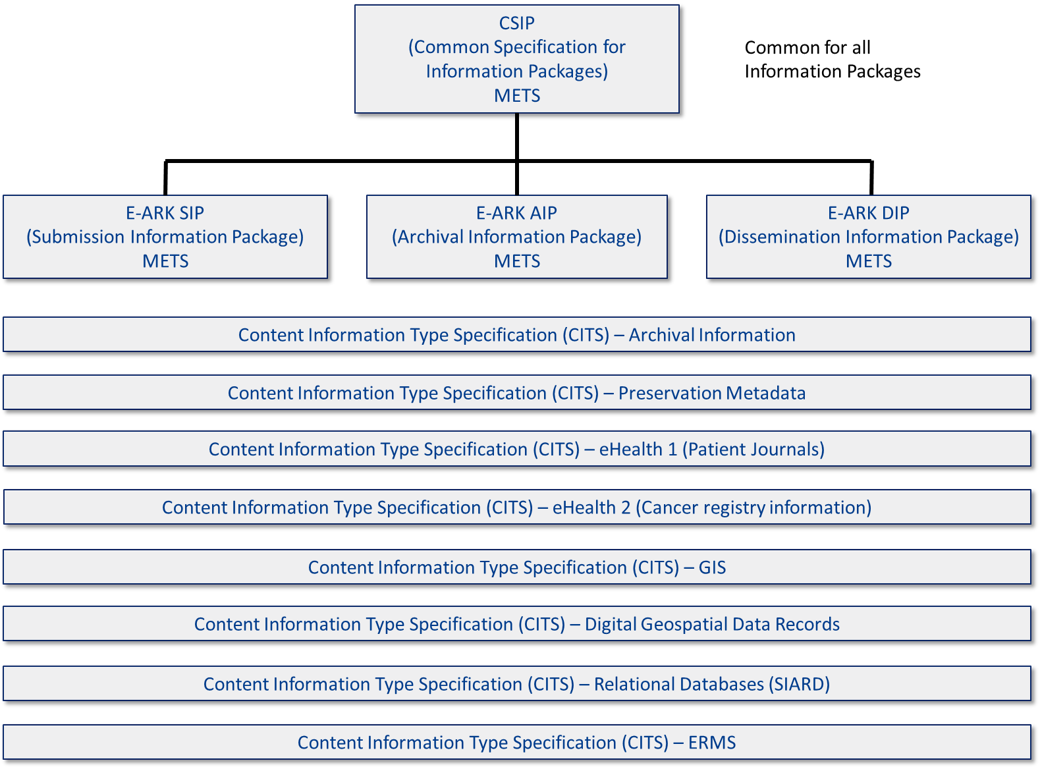 CSIP
(Common Specification for
Information Packages)
METS
Common for all
Information Packages
E-ARK SIP
(Submission Information Package)
METS
E-ARK AIP
(Archival Information Package)
METS
E-ARK DIP
(Dissemination Information Package)
METS
Content Information Type Specification (CITS) – Archival Information
Content Information Type Specification (CITS) – Preservation Metadata
Content Information Type Specification (CITS) – eHealth 1 (Patient Journals)
Content Information Type Specification (CITS) – eHealth 2 (Cancer registry information)
Content Information Type Specification (CITS) – GIS
Content Information Type Specification (CITS) – Digital Geospatial Data Records
Content Information Type Specification (CITS) – Relational Databases (SIARD)
Content Information Type Specification (CITS) – ERMS